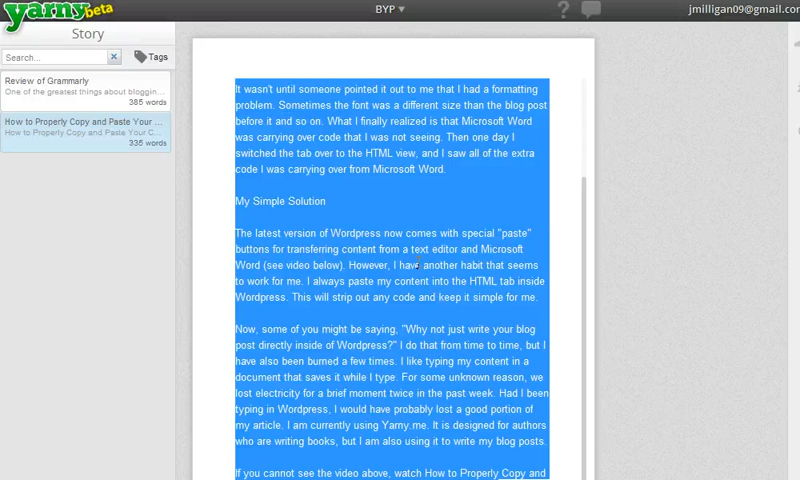 yarny beta
BYP
?
jmilligan09@gmail.com
Story
Search...
x
Tags
Review of Grammarly
One of the greatest things about bloggin...
385 words
How to Properly Copy and Paste Your ...
How to Properly Copy and Paste Your C...
335 words
It wasn't until someone pointed it out to me that I had a formatting
problem. Sometimes the font was a different size than the blog post
before it and so on. What I finally realized is that Microsoft Word
was carrying over code that I was not seeing. Then one day I
switched the tab over to the HTML view, and I saw all of the extra
code I was carrying over from Microsoft Word.
My Simple Solution
The latest version of Wordpress now comes with special "paste"
buttons for transferring content from a text editor and Microsoft
Word (see video below). However, I have another habit that seems
to work for me. I always paste my content into the HTML tab inside
Wordpress. This will strip out any code and keep it simple for me.
Now, some of you might be saying, "Why not just write your blog
post directly inside of Wordpress?" I do that from time to time, but I
have also been burned a few times. I like typing my content in a
document that saves it while I type. For some unknown reason, we
lost electricity for a brief moment twice in the past week. Had I been
typing in Wordpress, I would have probably lost a good portion of
my article. I am currently using Yarny.me. It is designed for authors
who are writing books, but I am also using it to write my blog posts.
If you cannot see the video above, watch How to Properly Copy and